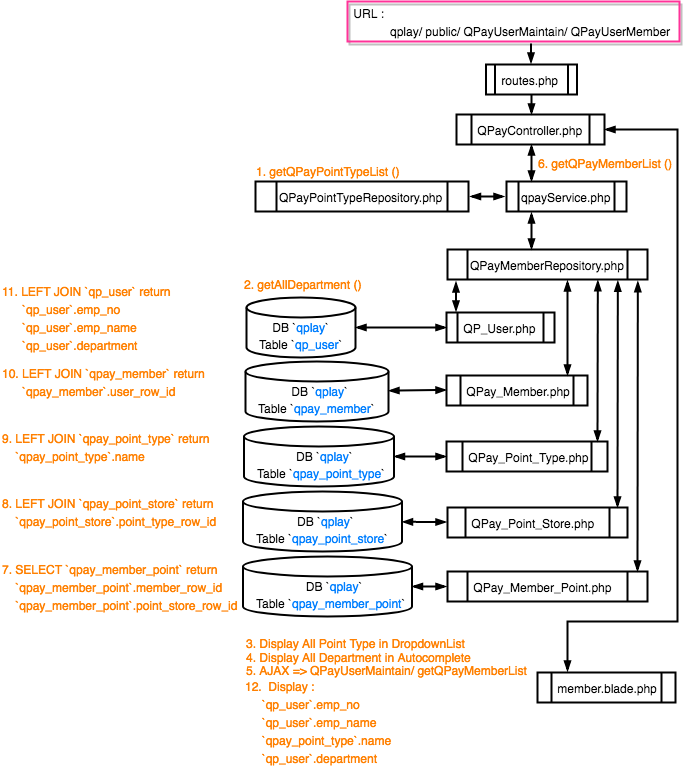 URL :
qplay/ public/ QPayUserMaintain/ QPayUserMember
routes.php
QPayController.php
6. getQPayMemberList ()
1. getQPayPointTypeList ()
QPayPointTypeRepository.php
qpayService.php
QPayMemberRepository.php
11. LEFT JOIN `qp_user` return
`qp_user`.emp_no
`qp_user`.emp_name
`qp_user`.department
2. getAllDepartment ()
DB `qplay`
Table `qp_user`
QP_User.php
10. LEFT JOIN `qpay_member` return
`qpay_member`.user_row_id
DB `qplay`
Table `qpay_member`
QPay_Member.php
9. LEFT JOIN `qpay_point_type` return
`qpay_point_type`.name
DB `qplay`
Table `qpay_point_type`
QPay_Point_Type.php
8. LEFT JOIN `qpay_point_store` return
`qpay_point_store`.point_type_row_id
DB `qplay`
Table `qpay_point_store`
QPay_Point_Store.php
7. SELECT `qpay_member_point` return
`qpay_member_point`.member_row_id
`qpay_member_point`.point_store_row_id
DB `qplay`
Table `qpay_member_point`
QPay_Member_Point.php
3. Display All Point Type in DropdownList
4. Display All Department in Autocomplete
5. AJAX => QPayUserMaintain/ getQPayMemberList
12. Display :
`qp_user`.emp_no
`qp_user`.emp_name
`qpay_point_type`.name
`qp_user`.department
member.blade.php